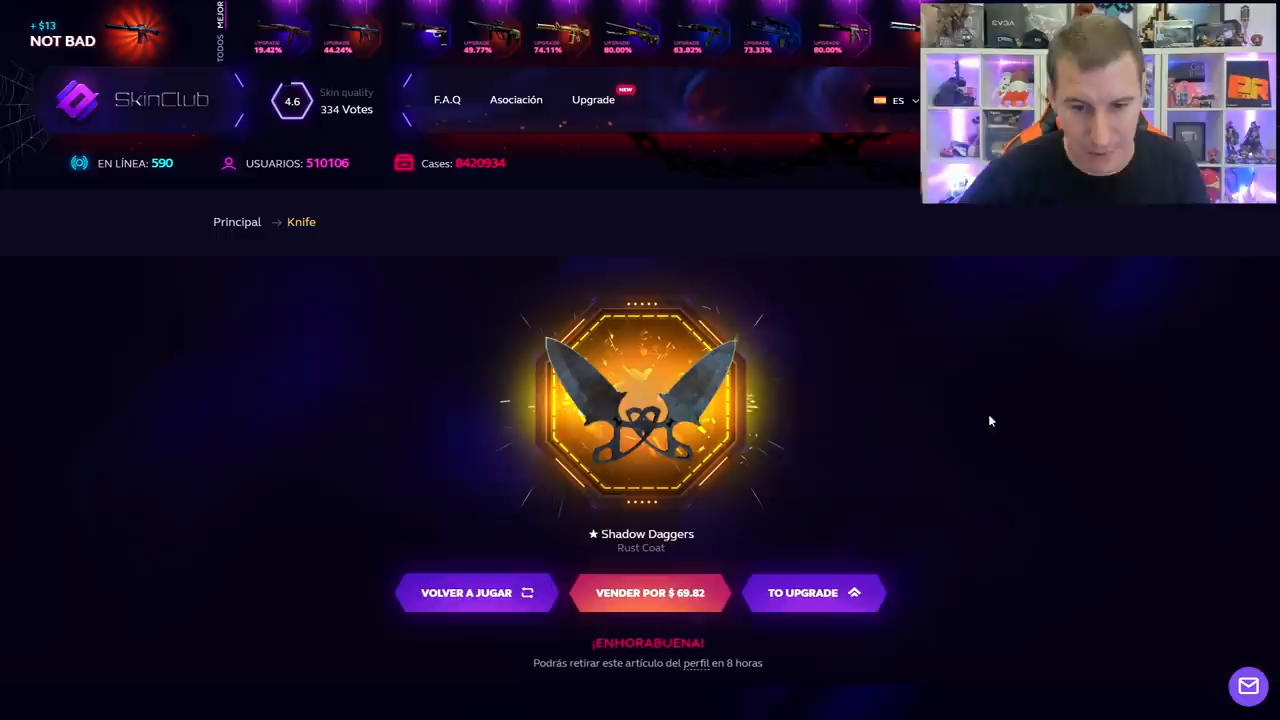 + $13
NOT BAD
TODOS MEJOR
UPGRADE
19.42%
UPGRADE
44.24%
UPGRADE
49.77%
UPGRADE
74.11%
UPGRADE
80.00%
UPGRADE
63.82%
UPGRADE
73.33%
UPGRADE
80.00%
SkinClub
4.6
Skin quality
334 Votes
F.A.Q
Asociación
Upgrade
NEW
ES
EVGA
EN LÍNEA: 590
USUARIOS: 510106
Cases: 8420934
Principal → Knife
★ Shadow Daggers
Rust Coat
VOLVER A JUGAR
VENDER POR $ 69.82
TO UPGRADE
¡ENHORABUENA!
Podrás retirar este artículo del perfil en 8 horas